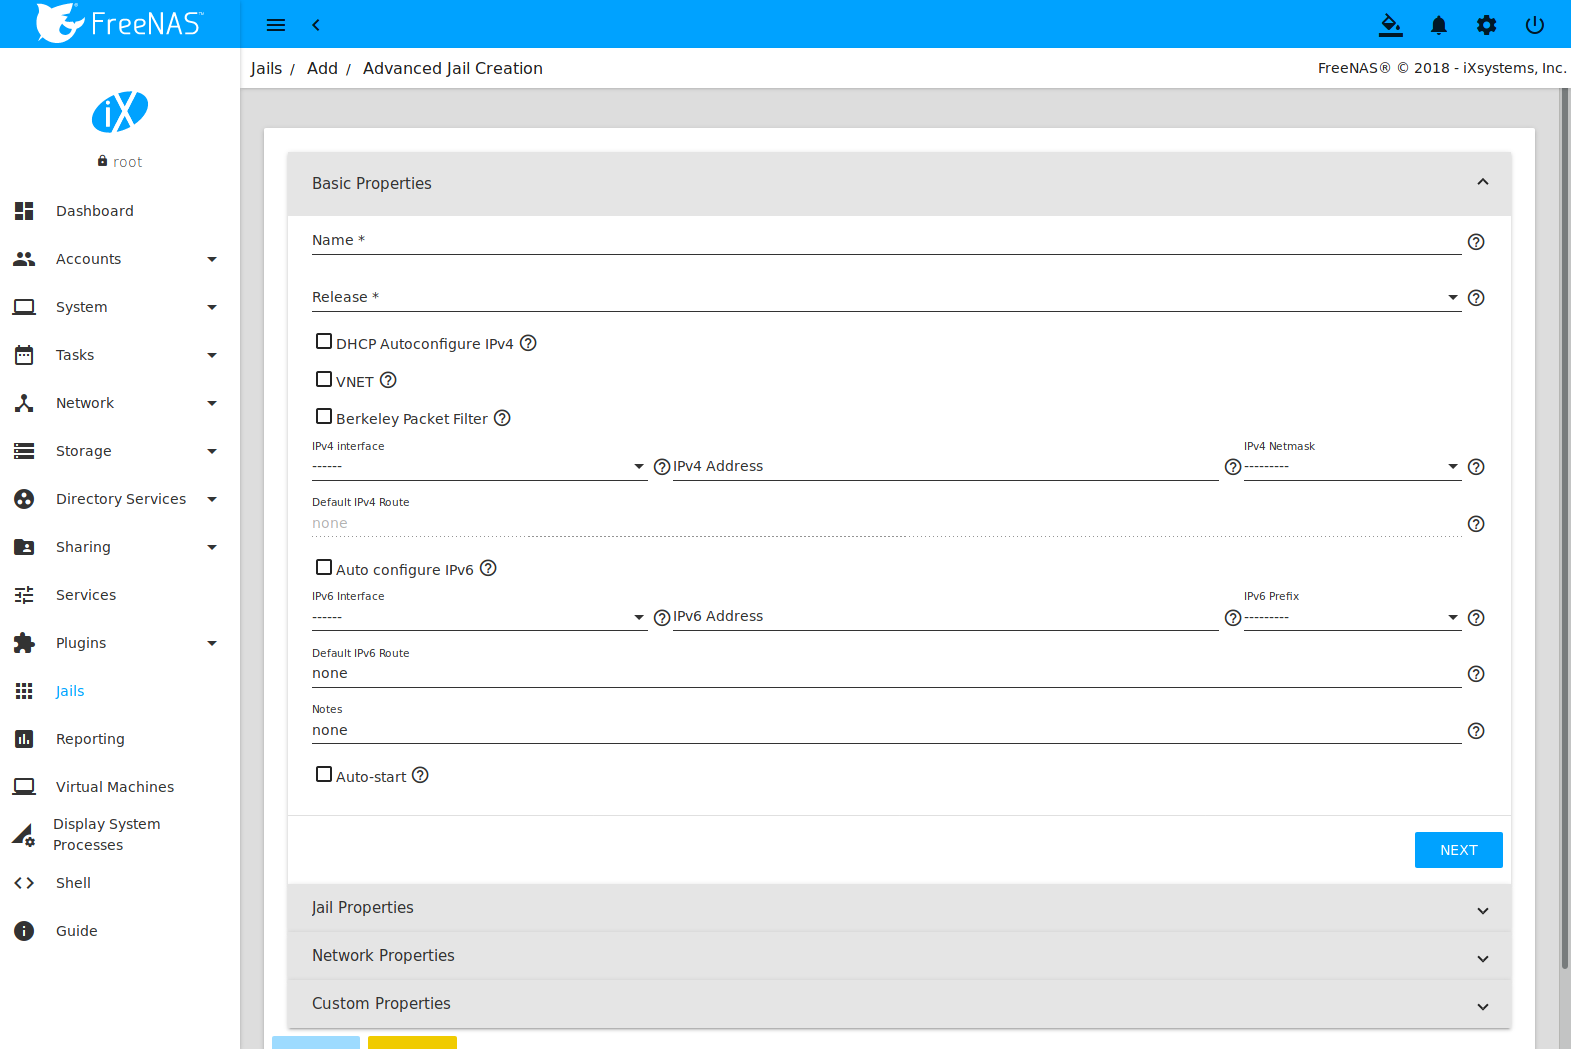 FreeNAS™
Jails / Add / Advanced Jail Creation
FreeNAS® © 2018 - iXsystems, Inc.
iX
root
Dashboard
Accounts
System
Tasks
Network
Storage
Directory Services
Sharing
Services
Plugins
Jails
Reporting
Virtual Machines
Display System
Processes
Shell
Guide
Basic Properties
Name *
Release *
DHCP Autoconfigure IPv4
VNET
Berkeley Packet Filter
IPv4 interface
------
IPv4 Address
IPv4 Netmask
---------
Default IPv4 Route
none
Auto configure IPv6
IPv6 Interface
------
IPv6 Address
IPv6 Prefix
---------
Default IPv6 Route
none
Notes
none
Auto-start
NEXT
Jail Properties
Network Properties
Custom Properties